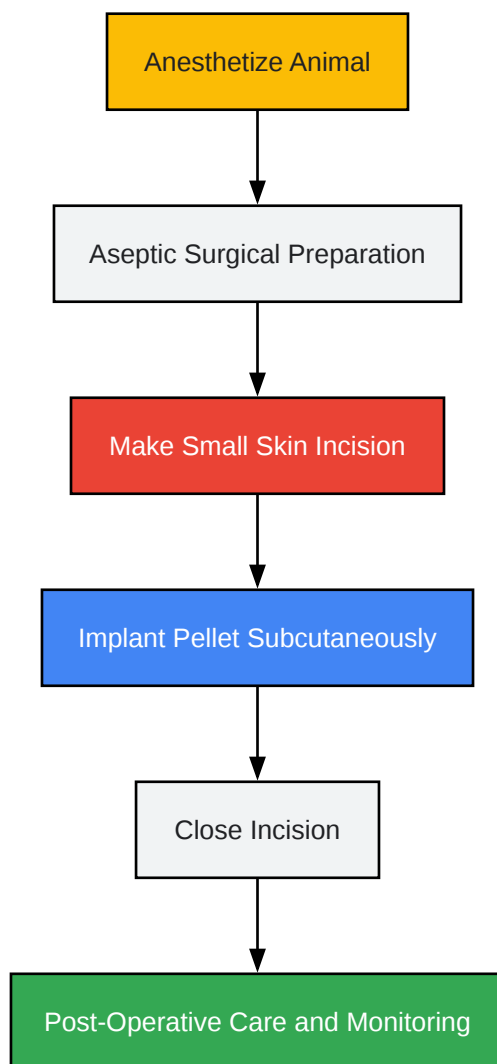 Anesthetize Animal
Aseptic Surgical Preparation
Make Small Skin Incision
Implant Pellet Subcutaneously
Close Incision
Post-Operative Care and Monitoring